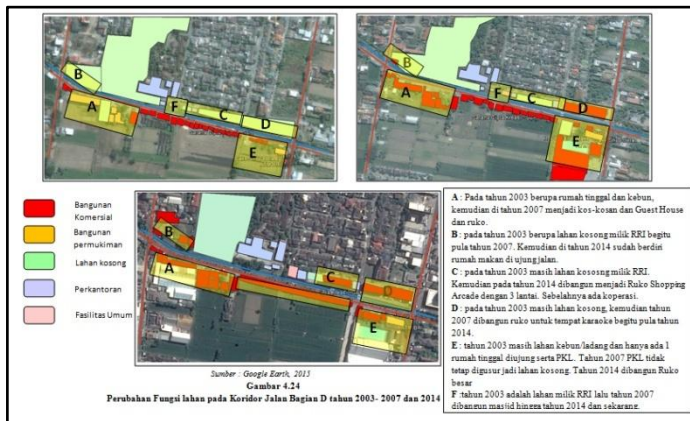 B
A
F
C
D
E
B
A
F
C
D
E
B
A
C
D
E
Bangunan
Komersial
Bangunan
permukiman
Lahan kosong
Perkantoran
Fasilitas Umum
A : Pada tahun 2003 berupa rumah tinggal dan kebun,
kemudian di tahun 2007 menjadi kos-kosan dan Guest House
dan ruko.
B : pada tahun 2003 berupa lahan kosong milik RRI begitu
pula tahun 2007. Kemudian di tahun 2014 sudah berdiri
rumah makan di ujung jalan.
C : pada tahun 2003 masih lahan kososng milik RRI.
Kemudian pada tahun 2014 dibangun menjadi Ruko Shopping
Arcade dengan 3 lantai. Sebelahnya ada koperasi.
D : pada tahun 2003 masih lahan kosong, kemudian tahun
2007 dibangun ruko untuk tempat karaoke begitu pula tahun
2014.
E : tahun 2003 masih lahan kebun/ladang dan hanya ada 1
rumah tinggal diujung serta PKL. Tahun 2007 PKL tidak
tetap digusur jadi lahan kosong. Tahun 2014 dibangun Ruko
besar
F :tahun 2003 adalah lahan milik RRI lalu tahun 2007
dibangun masjid hingga tahun 2014 dan sekarang.
Sumber : Google Earth, 2015
Gambar 4.24
Perubahan Fungsi lahan pada Koridor Jalan Bagian D tahun 2003- 2007 dan 2014